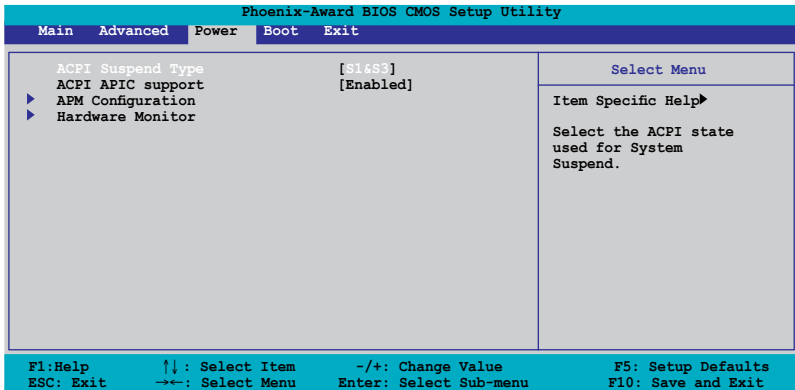 Phoenix-Award BIOS CMOS Setup Utility
Main Advanced Power Boot Exit
ACPI Suspend Type [S1&S3]
ACPI APIC support [Enabled]
APM Configuration
Hardware Monitor
Select Menu
Item Specific Help
Select the ACPI state
used for System
Suspend.
F1:Help ↑↓: Select Item -/+: Change Value F5: Setup Defaults
ESC: Exit →←: Select Menu Enter: Select Sub-menu F10: Save and Exit